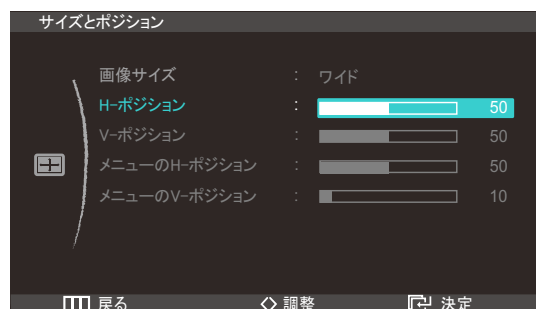 サイズとポジション
画像サイズ : ワイド
H-ポジション : 50
V-ポジション : 50
メニューのH-ポジション : 50
メニューのV-ポジション : 10
戻る 調整 決定